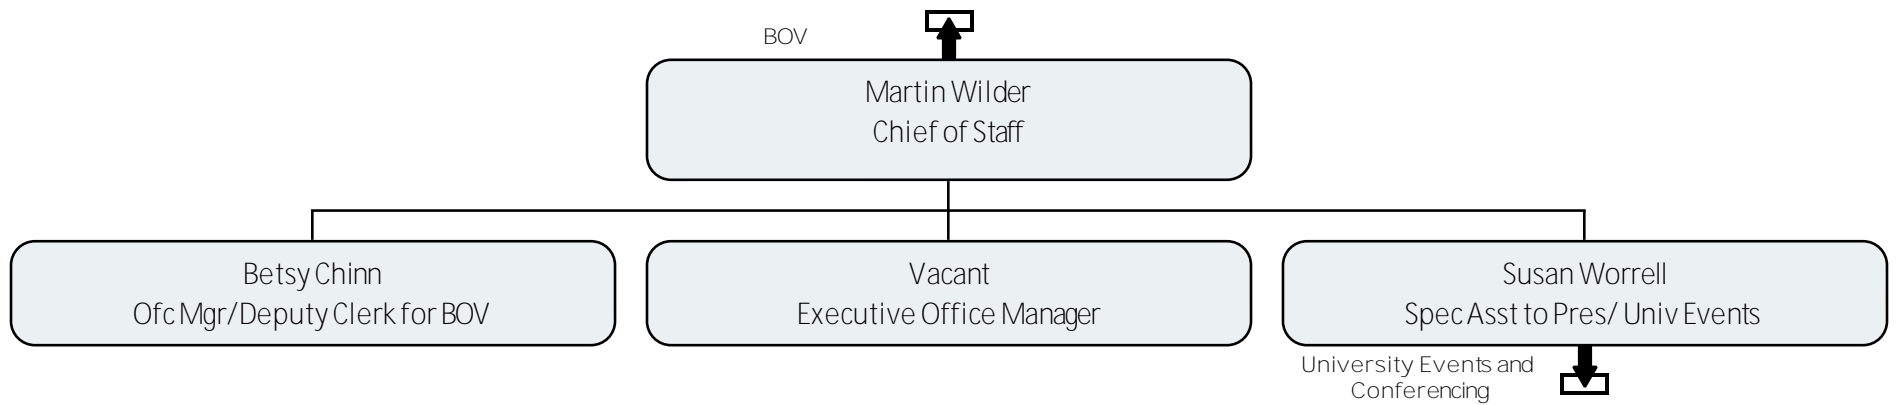 BOV
Martin Wilder
Chief of Staff
Betsy Chinn
Ofc Mgr/Deputy Clerk for BOV
Vacant
Executive Office Manager
Susan Worrell
Spec Asst to Pres/ Univ Events
University Events and
Conferencing